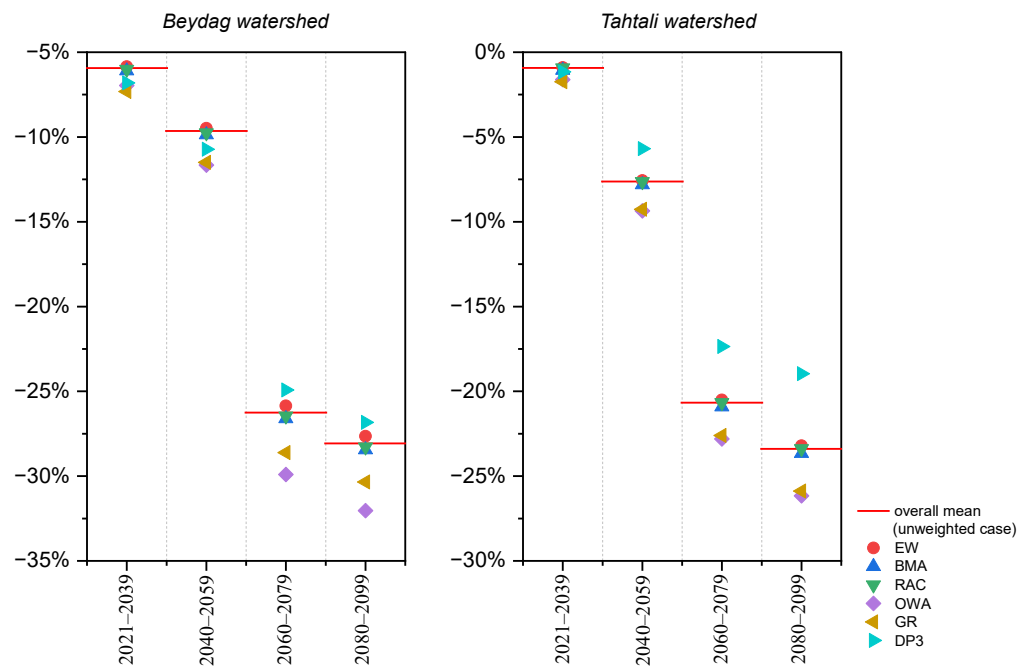 Beydag watershed
Tahtali watershed
−5%
−10%
−15%
−20%
−25%
−30%
−35%
0%
−5%
−10%
−15%
−20%
−25%
−30%
2021–2039
2040–2059
2060–2079
2080–2099
2021–2039
2040–2059
2060–2079
2080–2099
overall mean
(unweighted case)
EW
BMA
RAC
OWA
GR
DP3